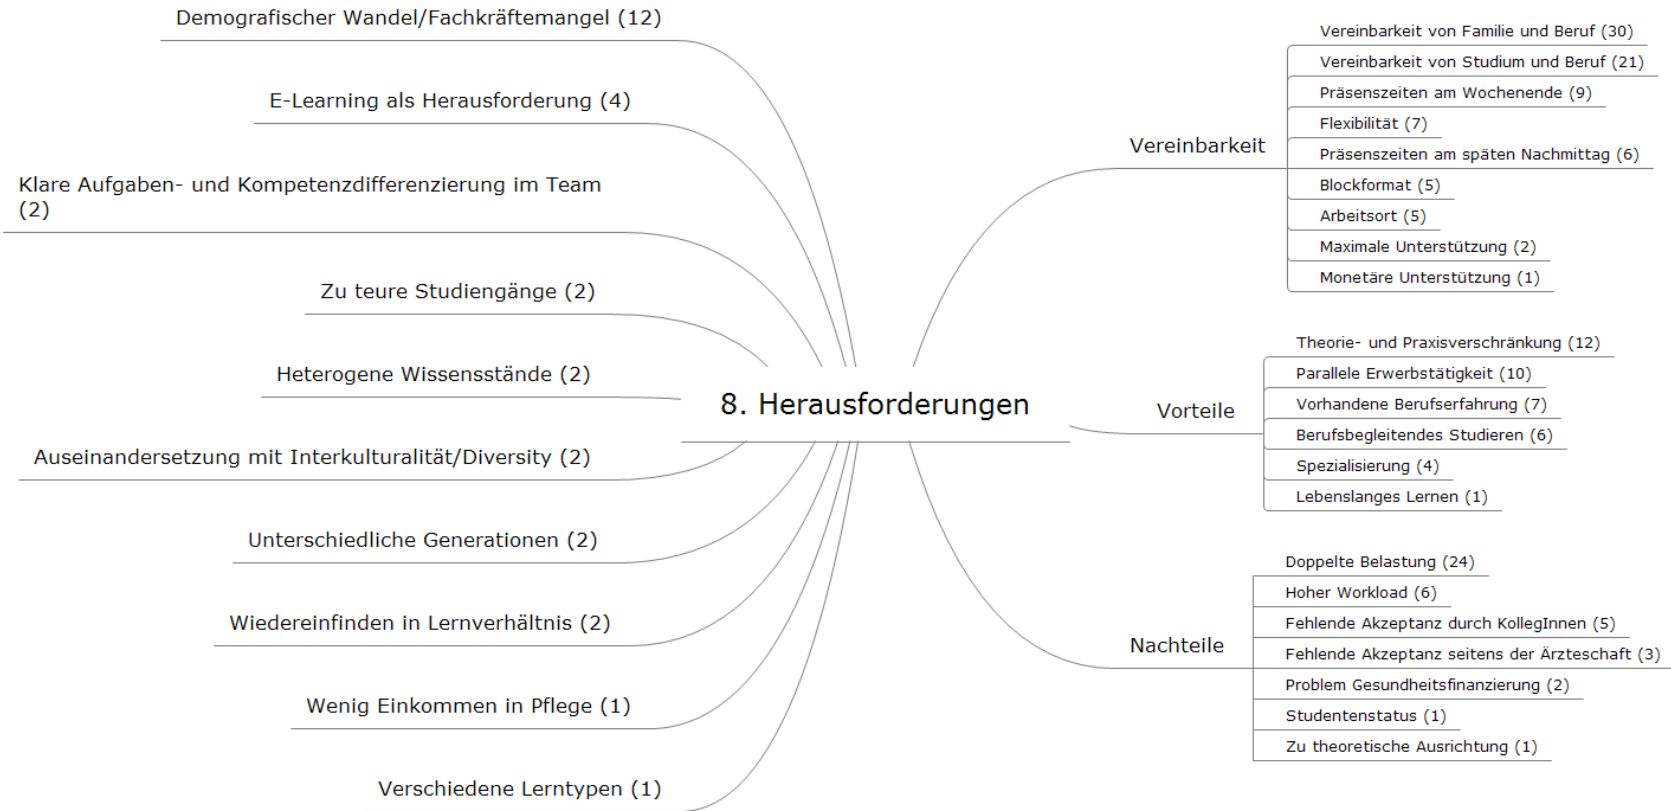 Demografischer Wandel/Fachkräftemangel (12)
E-Learning als Herausforderung (4)
Klare Aufgaben- und Kompetenzdifferenzierung im Team
(2)
Zu teure Studiengänge (2)
Heterogene Wissensstände (2)
Auseinandersetzung mit Interkulturalität/Diversity (2)
Unterschiedliche Generationen (2)
Wiedereinfinden in Lernverhältnis (2)
Wenig Einkommen in Pflege (1)
Verschiedene Lerntypen (1)
8. Herausforderungen
Vereinbarkeit
Vereinbarkeit von Familie und Beruf (30)
Vereinbarkeit von Studium und Beruf (21)
Präsenszeiten am Wochenende (9)
Flexibilität (7)
Präsenszeiten am späten Nachmittag (6)
Blockformat (5)
Arbeitsort (5)
Maximale Unterstützung (2)
Monetäre Unterstützung (1)
Vorteile
Theorie- und Praxisverschränkung (12)
Parallele Erwerbstätigkeit (10)
Vorhandene Berufserfahrung (7)
Berufsbegleitendes Studieren (6)
Spezialisierung (4)
Lebenslanges Lernen (1)
Nachteile
Doppelte Belastung (24)
Hoher Workload (6)
Fehlende Akzeptanz durch KollegInnen (5)
Fehlende Akzeptanz seitens der Ärzteschaft (3)
Problem Gesundheitsfinanzierung (2)
Studentenstatus (1)
Zu theoretische Ausrichtung (1)